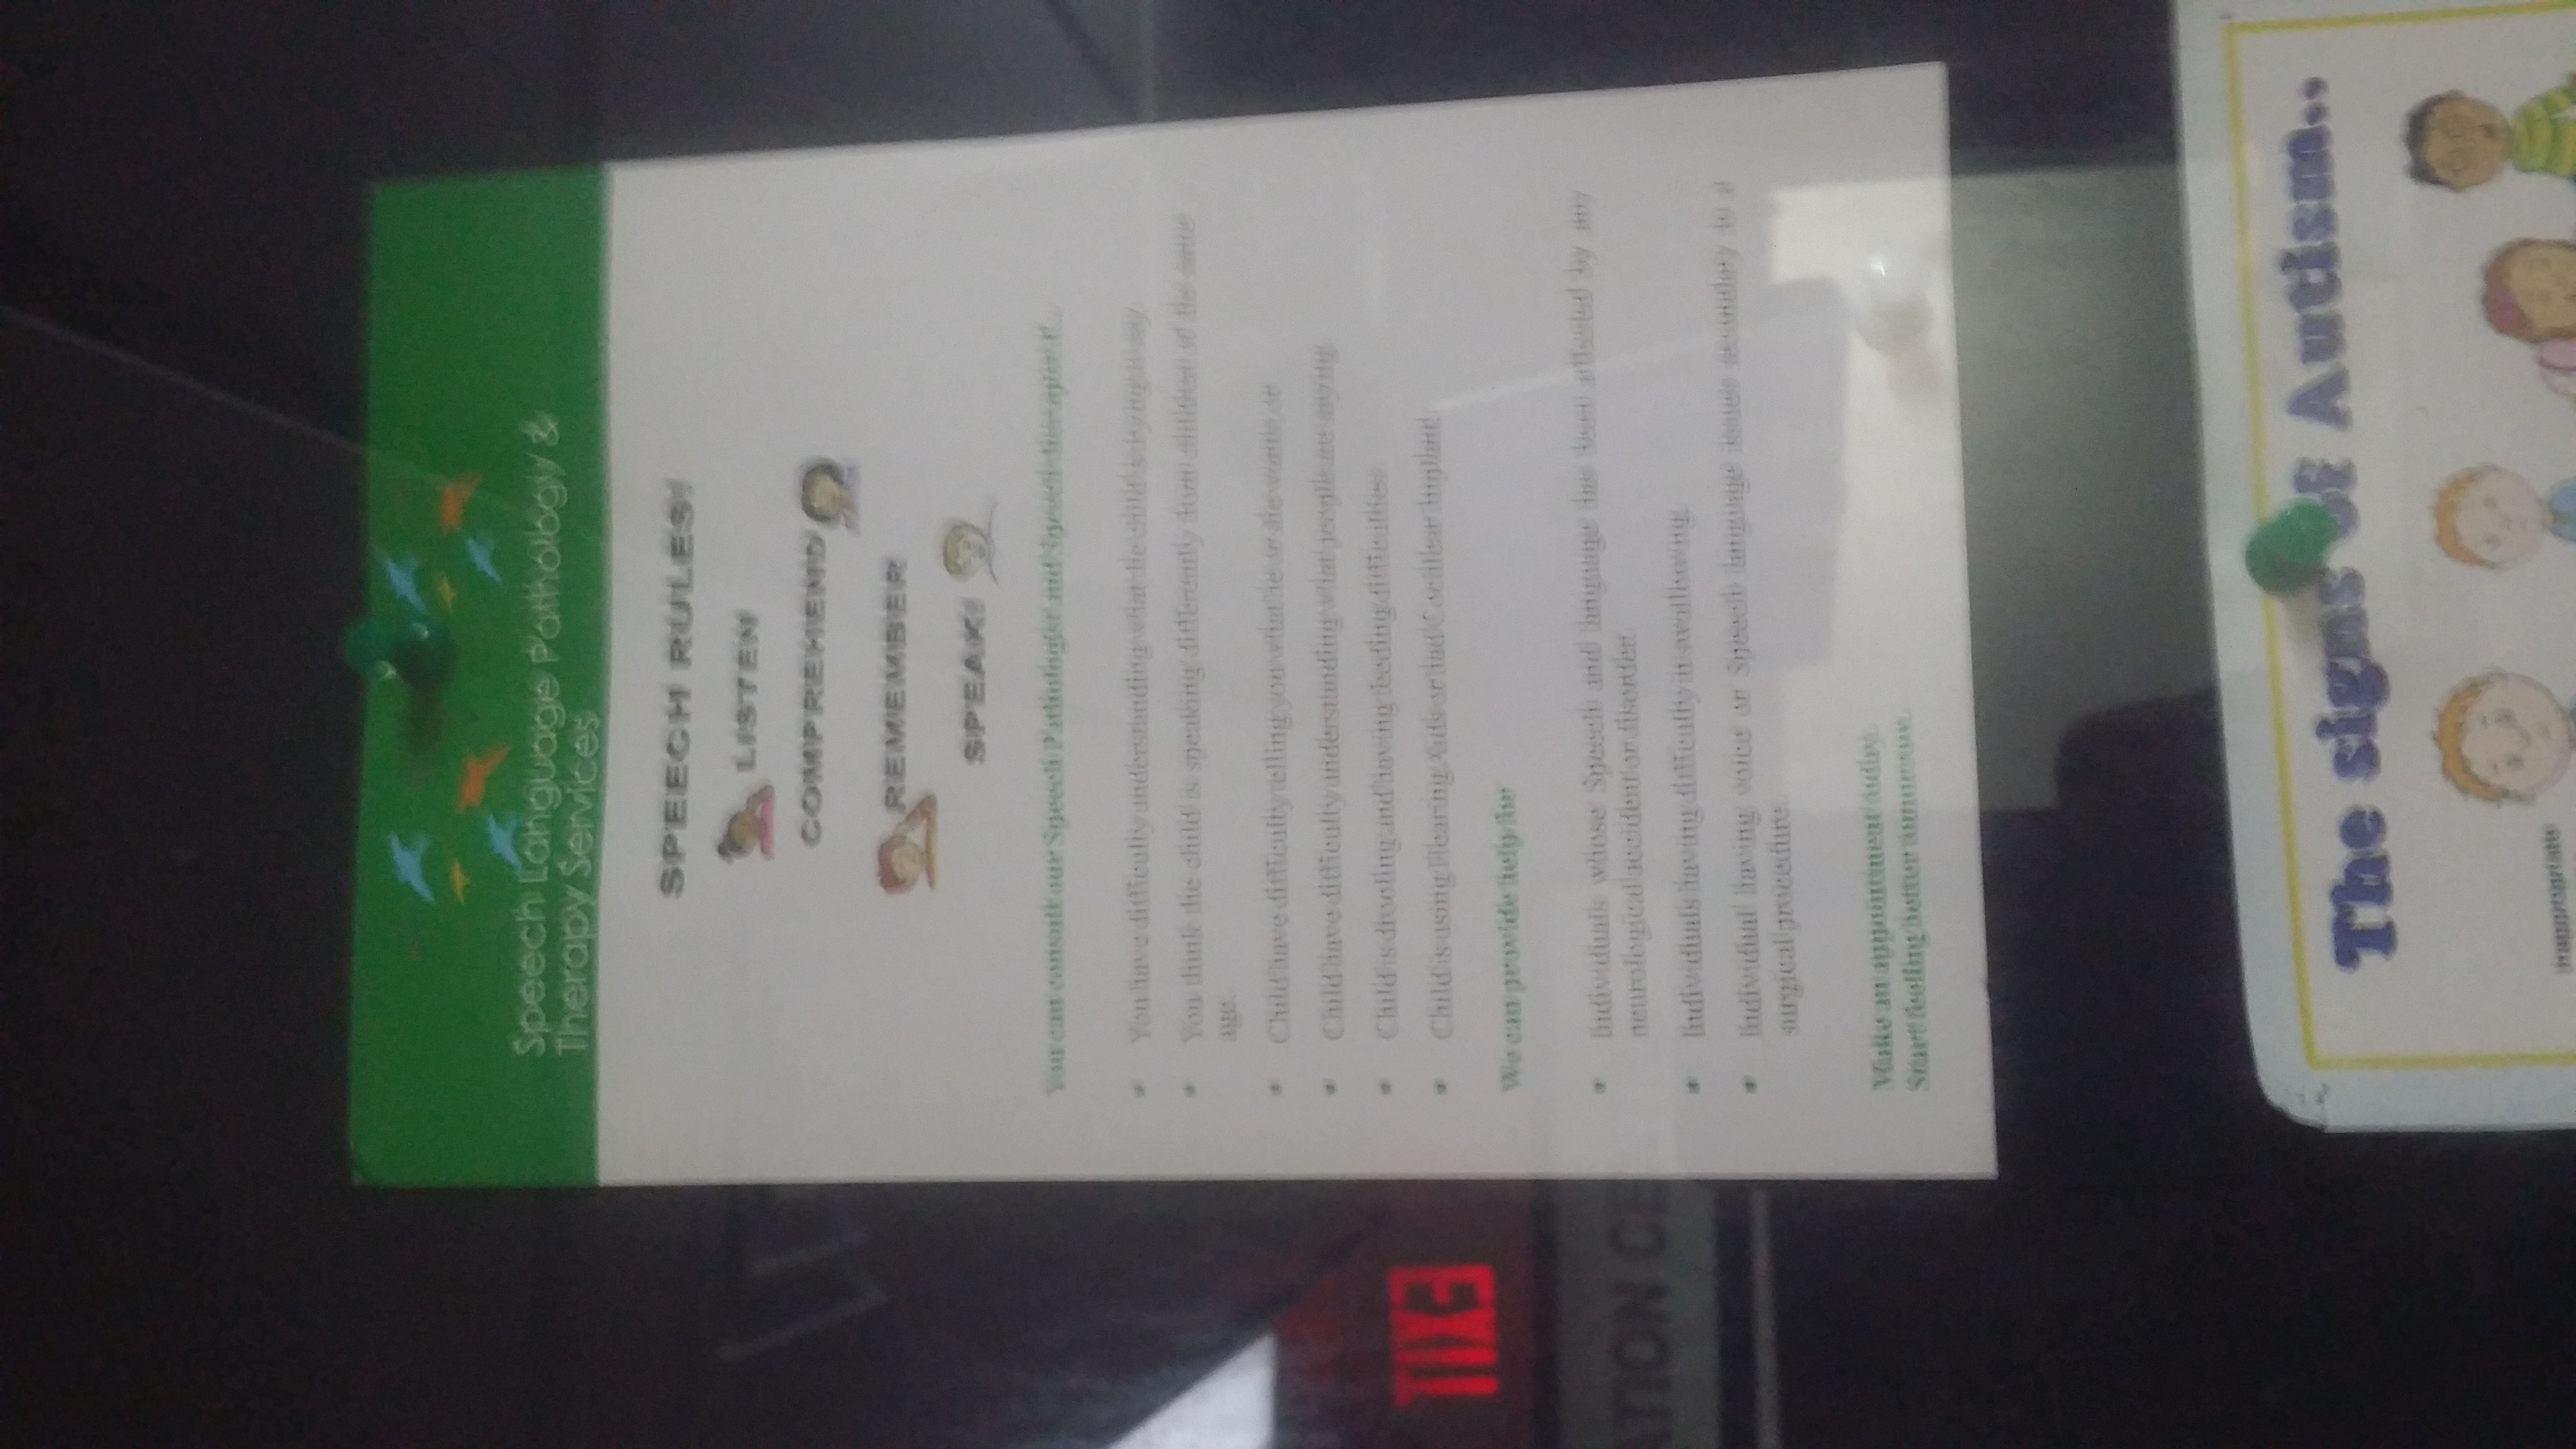 Speech Language Pathology &
Therapy Services
SPEECH RULES!
LISTEN
COMPREHEND
REMEMBER
SPEAK!
You can consult our Speech Pathologist and Speech therapist if...
You have difficulty understanding what the child is trying to say
You think the child is speaking differently from children of the same
age.
Child have difficulty telling you what he or she wants, or
Child have difficulty understanding what people are saying.
Child is drooling and having feeding difficulties
Child is using Hearing Aids or had Cochlear Implant
We can provide help for
Individuals whose Speech and language has been affected by any
neurological accident or disorder.
Individuals having difficulty in swallowing.
Individual having voice or Speech language issues secondary to a
surgical procedure.
Make an appointment today.
Start feeling better tomorrow.
EXIT
ATION CE
The signs of Autism..
inappropriate